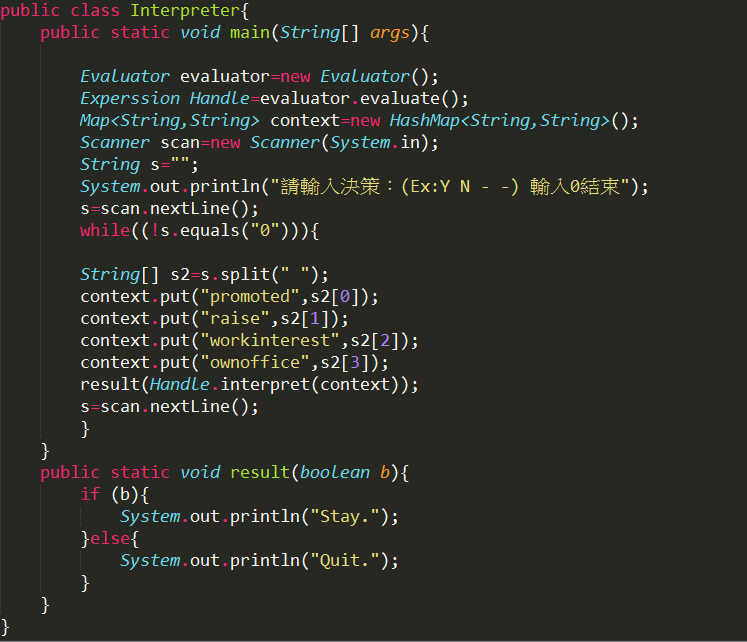 public class Interpreter{
    public static void main(String[] args){

        Evaluator evaluator=new Evaluator();
        Experssion Handle=evaluator.evaluate();
        Map<String,String> context=new HashMap<String,String>();
        Scanner scan=new Scanner(System.in);
        String s="";
        System.out.println("請輸入決策：(Ex:Y N - -) 輸入0結束");
        s=scan.nextLine();
        while((!s.equals("0"))){

        String[] s2=s.split(" ");
        context.put("promoted",s2[0]);
        context.put("raise",s2[1]);
        context.put("workinterest",s2[2]);
        context.put("ownoffice",s2[3]);
        result(Handle.interpret(context));
        s=scan.nextLine();
        }
    }
    public static void result(boolean b){
        if (b){
            System.out.println("Stay.");
        }else{
            System.out.println("Quit.");
        }
    }
}